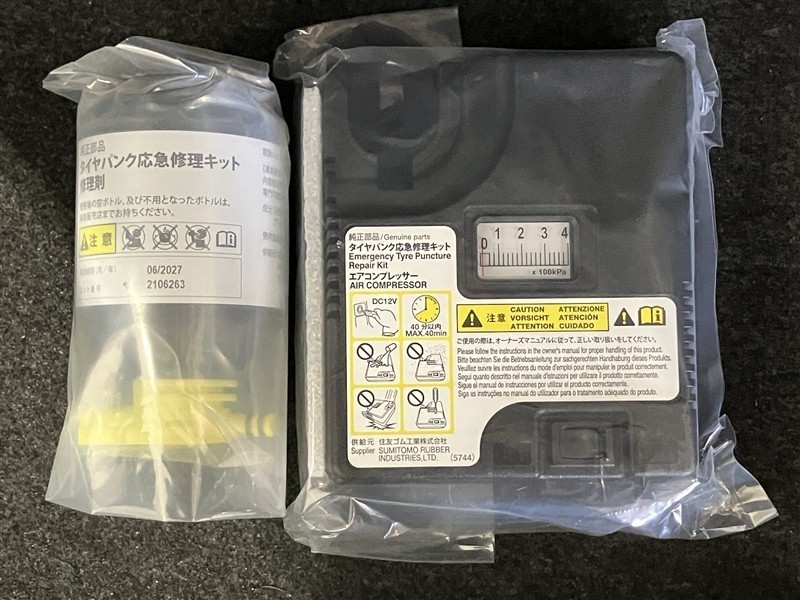 純正部品
タイヤパンク応急修理キット
修理剤
使用後の空ボトル、及び不用となったボトルは、
販売店までお持ちください。
注意
06/2027
2106263
0 1 2 3 4
x 100kPa
純正部品/Genuine parts
タイヤパンク応急修理キット
Emergency Tyre Puncture
Repair Kit
エアコンプレッサー
AIR COMPRESSOR
DC12V
40分以内
MAX.40min
注意
CAUTION ATTENZIONE
VORSICHT ATENCIÓN
ATTENTION CUIDADO
ご使用の際は、オーナーズマニュアルに従って、正しい取り扱いをしてください。
Please follow the instructions in the owner's manual for proper handling of this product.
Bitte beachten Sie die Betriebsanleitung zur sachgerechten Handhabung dieses Produkts.
Veuillez suivre les instructions du mode d'emploi pour manipuler le produit correctement.
Segui quanto descritto nel manuale d'istruzioni per utilizzare il prodotto correttamente.
Sigue el manual de instrucciones por utilizar el producto correctamente.
Siga as instruções no manual do utilizador para o tratamento adequado do produto.
供給元 住友ゴム工業株式会社
Supplier SUMITOMO RUBBER
INDUSTRIES,LTD. (5744)